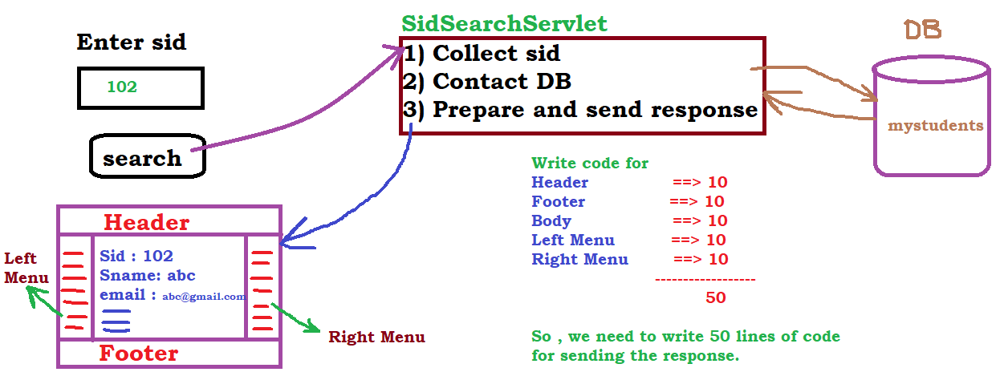 SidSearchServlet
DB
Enter sid
102
search
1) Collect sid
2) Contact DB
3) Prepare and send response
mystudents
Write code for
Header ==> 10
Footer ==> 10
Body ==> 10
Left Menu ==> 10
Right Menu ==> 10
-------------------
50
So , we need to write 50 lines of code
for sending the response.
Header
Left
Menu
Sid : 102
Sname: abc
email : abc@gmail.com
Right Menu
Footer